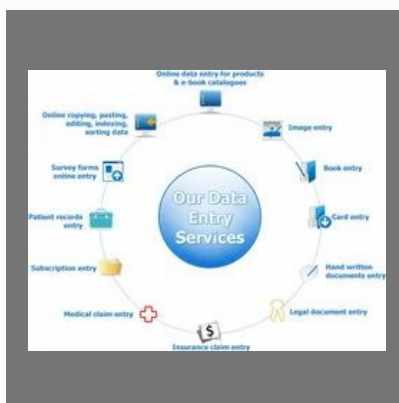 Online data entry for products
& e-book catalogues
Image entry
Book entry
Card entry
Hand written
documents entry
Legal document entry
Insurance claim entry
Medical claim entry
Subscription entry
Patient records
entry
Survey forms
online entry
Online copying, pasting,
editing, indexing,
sorting data
Our Data
Entry
Services
$